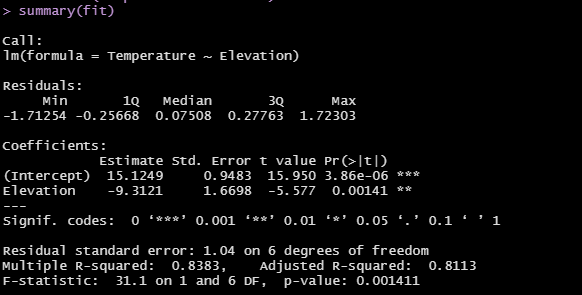 > summary(fit)
Call:
lm(formula = Temperature ~ Elevation)
Residuals:
     Min       1Q   Median       3Q      Max
-1.71254 -0.25668  0.07508  0.27763  1.72303
Coefficients:
            Estimate Std. Error t value Pr(>|t|)
(Intercept)  15.1249     0.9483  15.950 3.86e-06 ***
Elevation    -9.3121     1.6698  -5.577  0.00141 **
---
Signif. codes:  0 ‘***’ 0.001 ‘**’ 0.01 ‘*’ 0.05 ‘.’ 0.1 ‘ ’ 1
Residual standard error: 1.04 on 6 degrees of freedom
Multiple R-squared:  0.8383,    Adjusted R-squared:  0.8113
F-statistic:  31.1 on 1 and 6 DF,  p-value: 0.001411